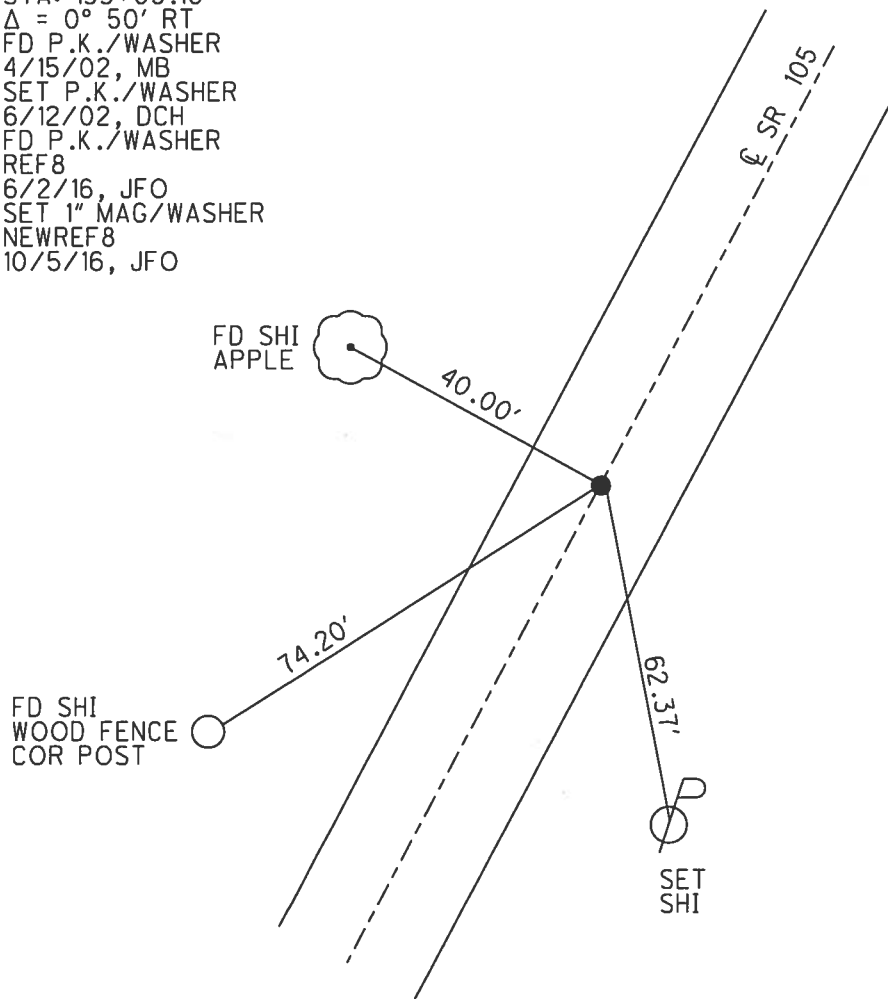 Δ = 0° 50' RT
FD P.K./WASHER
4/15/02, MB
SET P.K./WASHER
6/12/02, DCH
FD P.K./WASHER
REF8
6/2/16, JFO
SET 1" MAG/WASHER
NEWREF8
10/5/16, JFO
℄ SR 105
FD SHI
APPLE
40.00'
74.20'
62.37'
FD SHI
WOOD FENCE
COR POST
SET
SHI